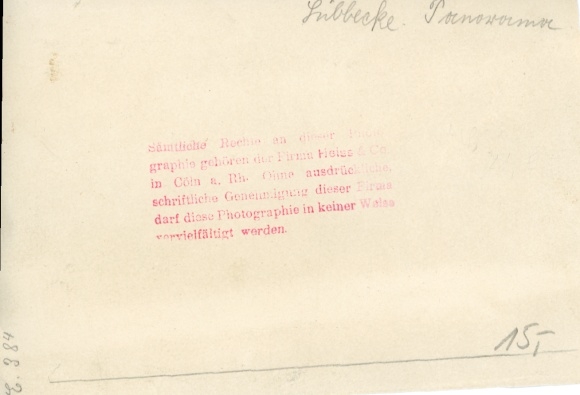 Lübbecke. Panorama
Sämtliche Rechte an dieser Photo-
graphie gehören der Firma Heiss & Co
in Cöln a. Rh. Ohne ausdrückliche,
schriftliche Genehmigung dieser Firma
darf diese Photographie in keiner Weise
vervielfältigt werden.
15,-
384